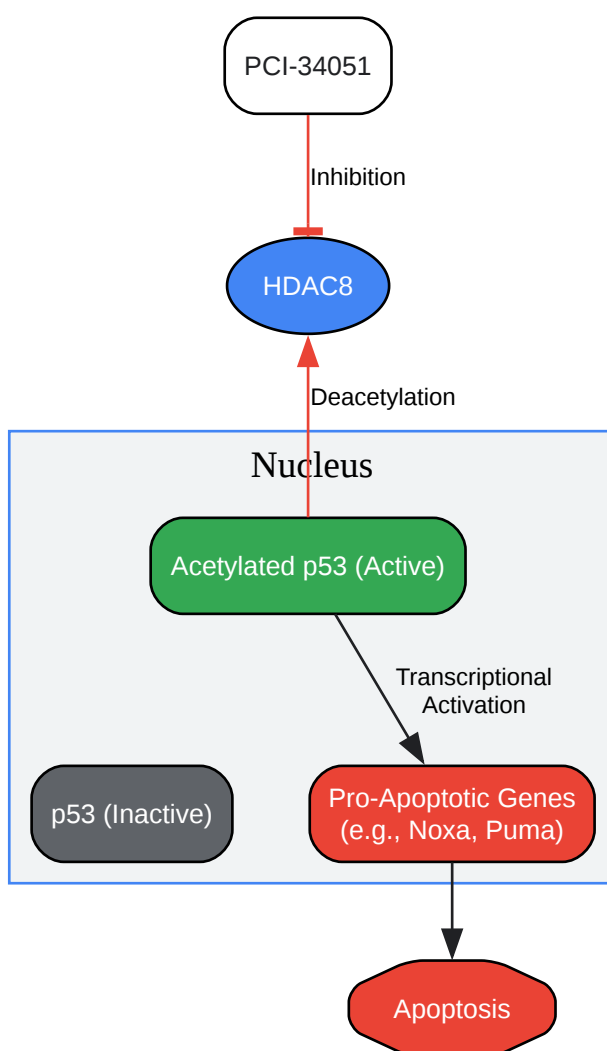 PCI-34051
Inhibition
HDAC8
Deacetylation
Nucleus
Acetylated p53 (Active)
Transcriptional
Activation
p53 (Inactive)
Pro-Apoptotic Genes
(e.g., Noxa, Puma)
Apoptosis